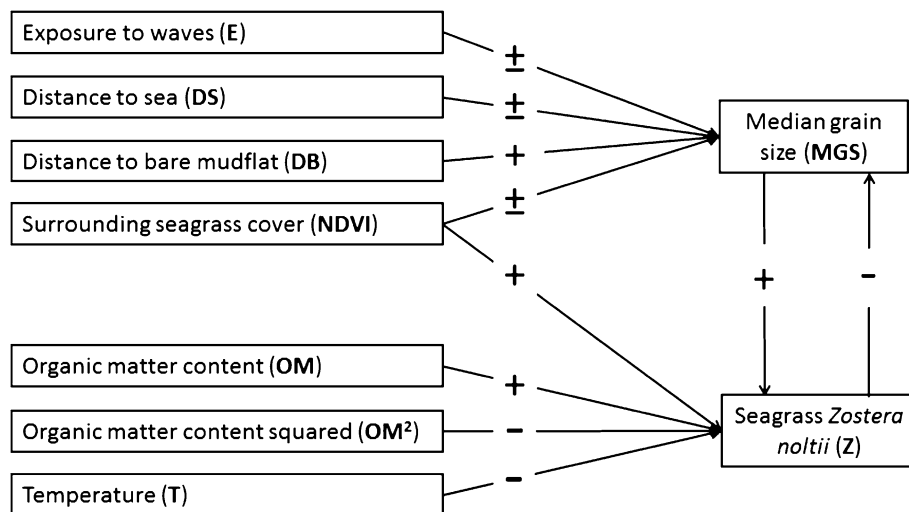 Exposure to waves (E)
±
Distance to sea (DS)
±
Median grain
size (MGS)
Distance to bare mudflat (DB)
+
Surrounding seagrass cover (NDVI)
±
+
+
-
Organic matter content (OM)
+
Organic matter content squared (OM²)
-
Seagrass Zostera
noltii (Z)
Temperature (T)
-